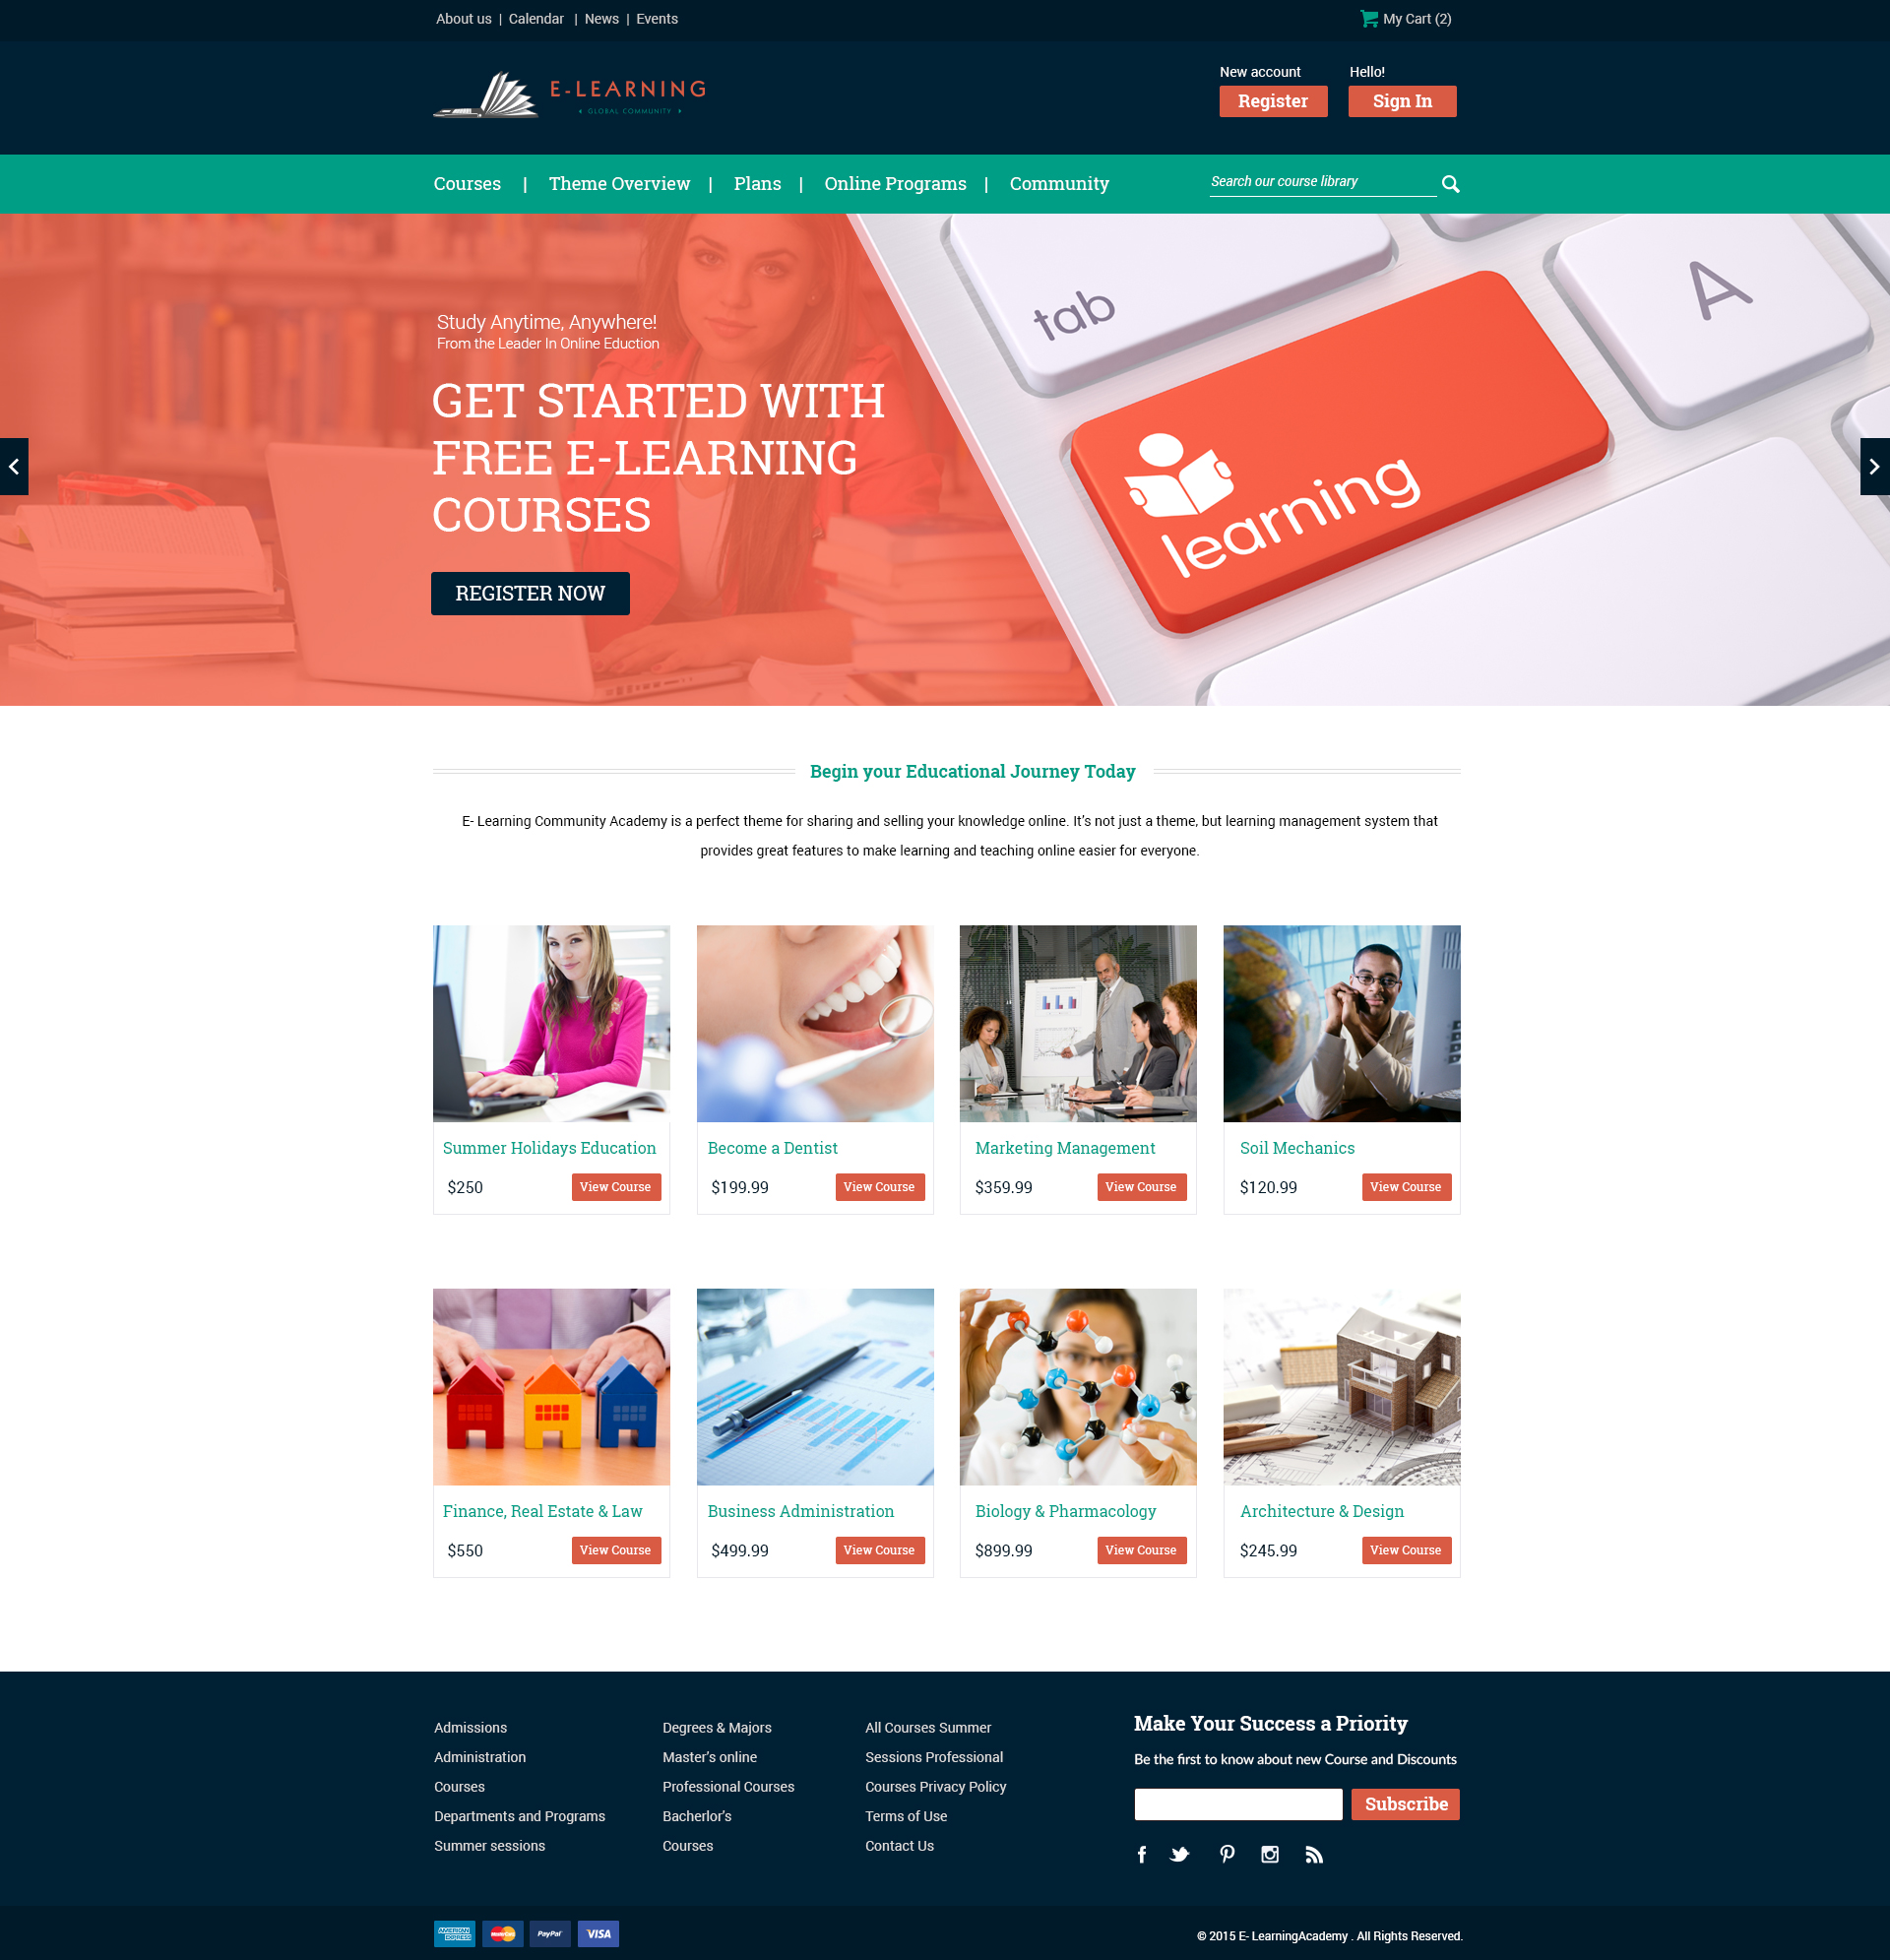 About us | Calendar | News | Events
My Cart (2)
E-LEARNING
GLOBAL COMMUNITY
New account
Hello!
Register
Sign In
Courses | Theme Overview | Plans | Online Programs | Community
Search our course library
Study Anytime, Anywhere!
From the Leader In Online Eduction
GET STARTED WITH
FREE E-LEARNING
COURSES
REGISTER NOW
tab
A
learning
Begin your Educational Journey Today
E- Learning Community Academy is a perfect theme for sharing and selling your knowledge online. It's not just a theme, but learning management system that
provides great features to make learning and teaching online easier for everyone.
Summer Holidays Education
$250
View Course
Become a Dentist
$199.99
View Course
Marketing Management
$359.99
View Course
Soil Mechanics
$120.99
View Course
Finance, Real Estate & Law
$550
View Course
Business Administration
$499.99
View Course
Biology & Pharmacology
$899.99
View Course
Architecture & Design
$245.99
View Course
Admissions
Administration
Courses
Departments and Programs
Summer sessions
Degrees & Majors
Master's online
Professional Courses
Bacherlor's
Courses
All Courses Summer
Sessions Professional
Courses Privacy Policy
Terms of Use
Contact Us
Make Your Success a Priority
Be the first to know about new Course and Discounts
Subscribe
AMERICAN EXPRESS
MasterCard
PayPal
VISA
© 2015 E- LearningAcademy . All Rights Reserved.